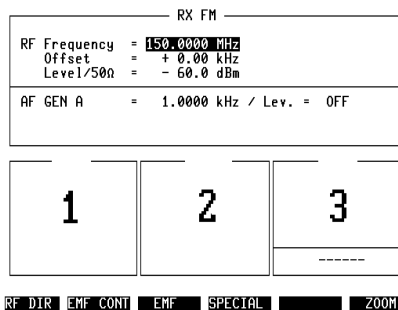 RX FM
RF Frequency = 150.0000 MHz
Offset = + 0.00 kHz
Level/50Ω = - 60.0 dBm
AF GEN A = 1.0000 kHz / Lev. = OFF
1 2 3
------
RF DIR EMF CONT EMF SPECIAL ZOOM